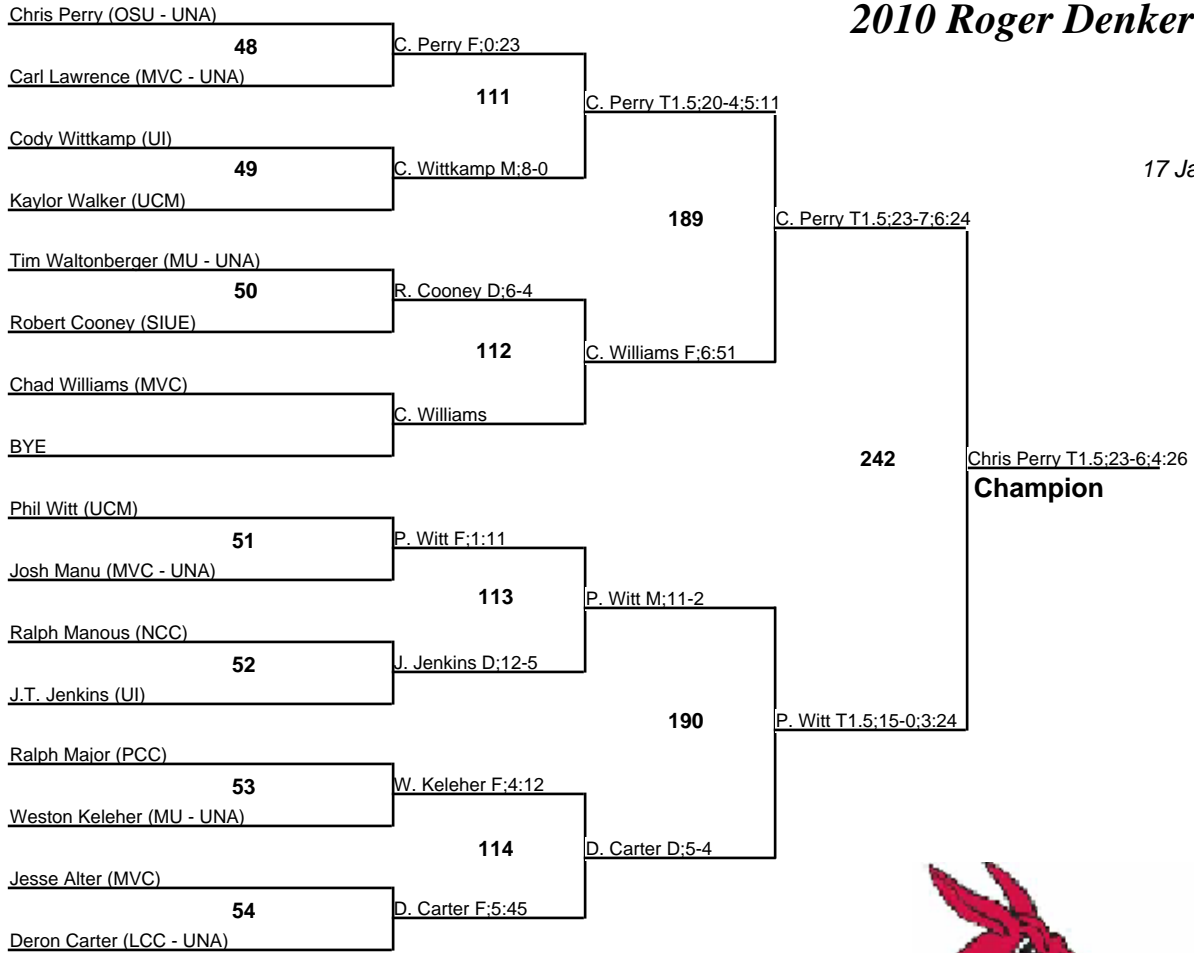 2010 Roger Denker
17 Ja
Chris Perry (OSU - UNA)
48
C. Perry F;0:23
Carl Lawrence (MVC - UNA)
111
C. Perry T1.5;20-4;5:11
Cody Wittkamp (UI)
49
C. Wittkamp M;8-0
Kaylor Walker (UCM)
189
C. Perry T1.5;23-7;6:24
Tim Waltonberger (MU - UNA)
50
R. Cooney D;6-4
Robert Cooney (SIUE)
112
C. Williams F;6:51
Chad Williams (MVC)
C. Williams
BYE
242
Chris Perry T1.5;23-6;4:26
Champion
Phil Witt (UCM)
51
P. Witt F;1:11
Josh Manu (MVC - UNA)
113
P. Witt M;11-2
Ralph Manous (NCC)
52
J. Jenkins D;12-5
J.T. Jenkins (UI)
190
P. Witt T1.5;15-0;3:24
Ralph Major (PCC)
53
W. Keleher F;4:12
Weston Keleher (MU - UNA)
114
D. Carter D;5-4
Jesse Alter (MVC)
54
D. Carter F;5:45
Deron Carter (LCC - UNA)